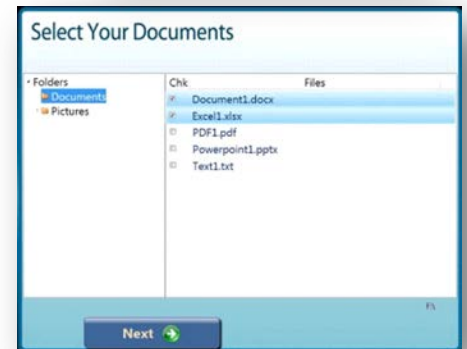 Select Your Documents
Folders
Documents
Pictures
Chk Files
Document1.docx
Excel1.xlsx
PDF1.pdf
Powerpoint1.pptx
Text1.txt
F:\
Next